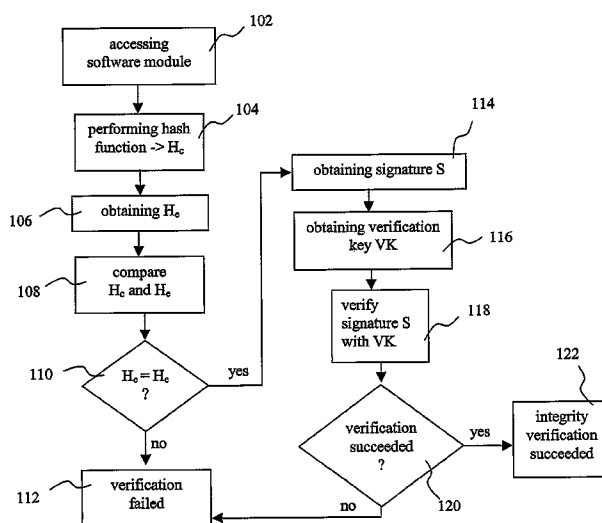 102
accessing
software module
104
performing hash
function -> Hc
106
obtaining He
108
compare
Hc and He
110
Hc = He
?
yes
no
112
verification
failed
114
obtaining signature S
obtaining verification
key VK
116
verify
signature S
with VK
118
verification
succeeded
?
120
yes
no
122
integrity
verification
succeeded